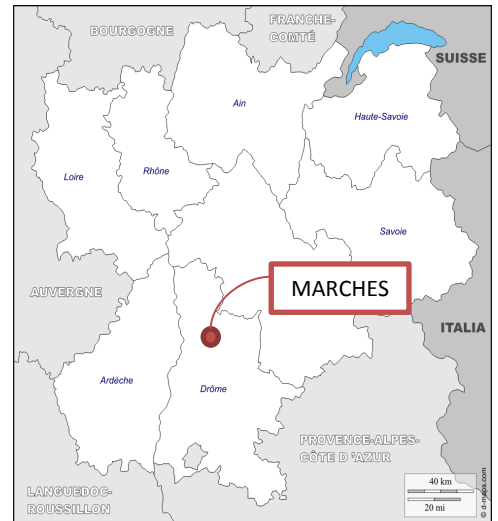 BOURGOGNE
FRANCHE-
COMTÉ
SUISSE
Ain
Haute-Savoie
Loire
Rhône
Savoie
AUVERGNE
MARCHES
ITALIA
Ardèche
Drôme
PROVENCE-ALPES-
CÔTE D 'AZUR
LANGUEDOC-
ROUSSILLON
40 km
20 mi
© d-maps.com